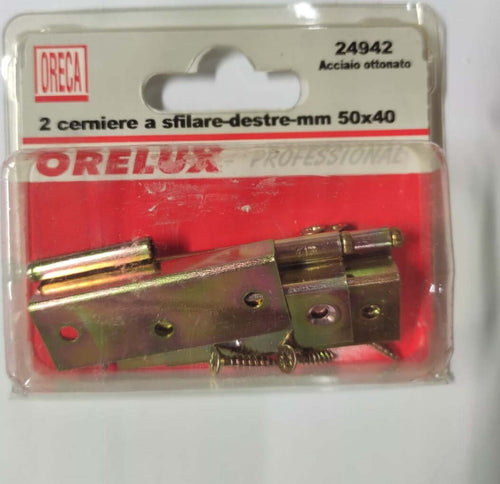 ORECA
24942
Acciaio ottonato
2 cerniere a sfilare-destre-mm 50x40
ORELUX PROFESSIONAL